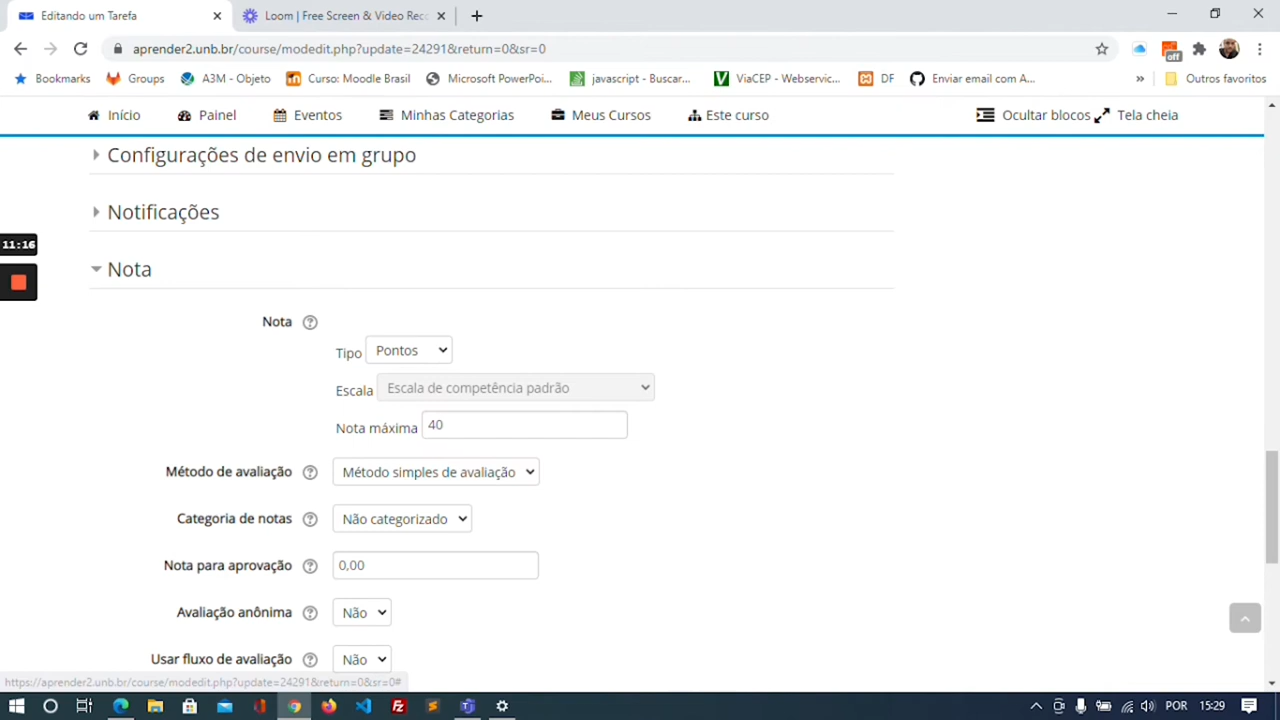 Editando um Tarefa
Loom | Free Screen & Video Rec
aprender2.unb.br/course/modedit.php?update=24291&return=0&sr=0
off
Bookmarks Groups A3M - Objeto Curso: Moodle Brasil Microsoft PowerPoi... javascript - Buscar... ViaCEP - Webservic... DF Enviar email com A... » Outros favoritos
Início Painel Eventos Minhas Categorias Meus Cursos Este curso Ocultar blocos Tela cheia
Configurações de envio em grupo
Notificações
11:16
Nota
Nota
Tipo Pontos
Escala Escala de competência padrão
Nota máxima 40
Método de avaliação Método simples de avaliação
Categoria de notas Não categorizado
Nota para aprovação 0,00
Avaliação anônima Não
Usar fluxo de avaliação Não
https://aprender2.unb.br/course/modedit.php?update=24291&return=0&sr=0#
POR 15:29